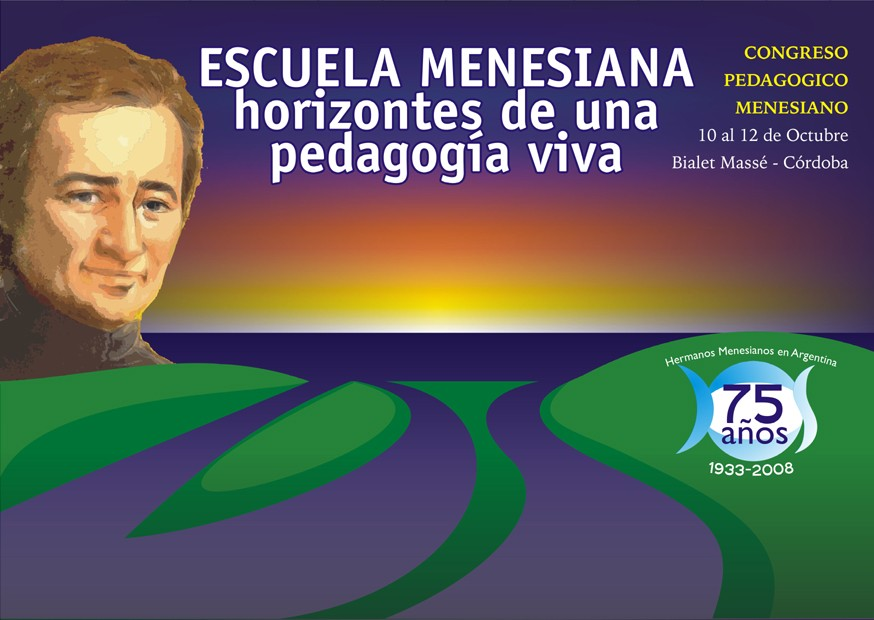 ESCUELA MENESIANA
horizontes de una
pedagogía viva
CONGRESO
PEDAGOGICO
MENESIANO
10 al 12 de Octubre
Bialet Massé - Córdoba
Hermanos Menesianos en Argentina
75
años
1933-2008